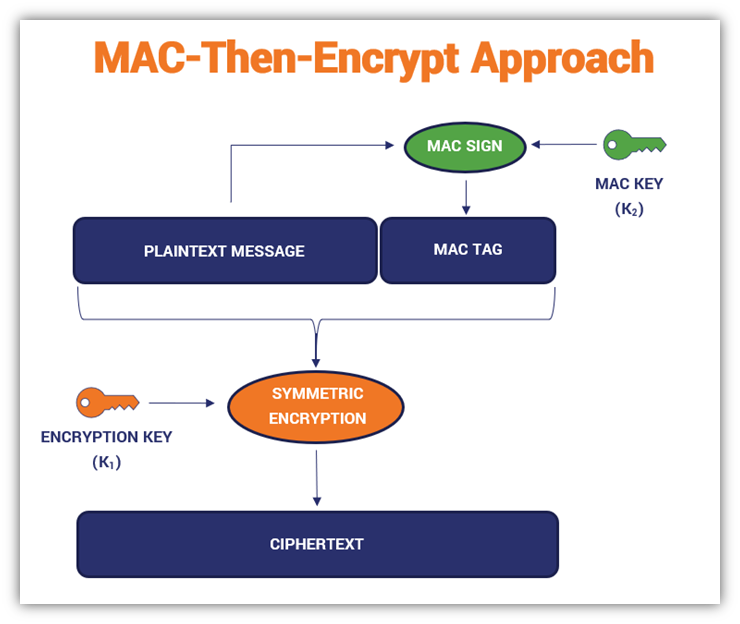 MAC-Then-Encrypt Approach
MAC SIGN
MAC KEY
(K₂)
PLAINTEXT MESSAGE
MAC TAG
SYMMETRIC
ENCRYPTION
ENCRYPTION KEY
(K₁)
CIPHERTEXT